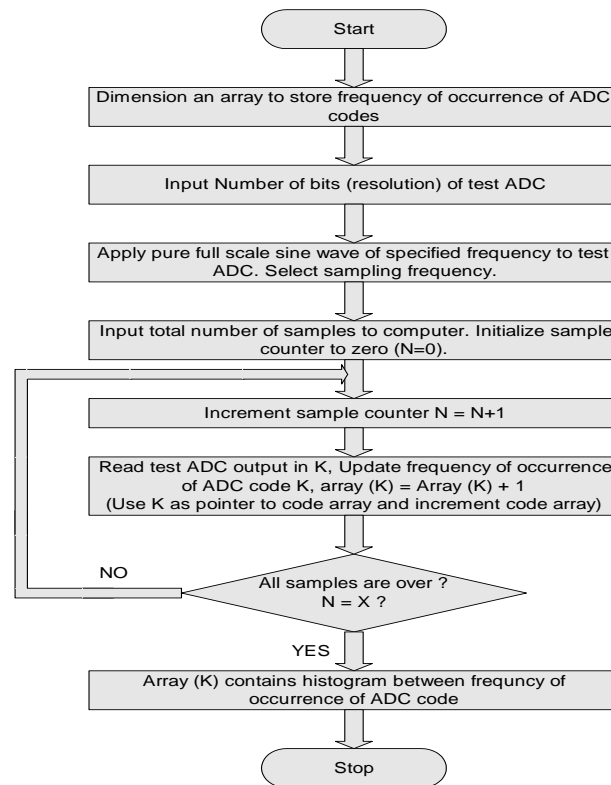 Start
Dimension an array to store frequency of occurrence of ADC
codes
Input Number of bits (resolution) of test ADC
Apply pure full scale sine wave of specified frequency to test
ADC. Select sampling frequency.
Input total number of samples to computer. Initialize sample
counter to zero (N=0).
Increment sample counter N = N+1
Read test ADC output in K, Update frequency of occurrence
of ADC code K, array (K) = Array (K) + 1
(Use K as pointer to code array and increment code array)
NO
All samples are over ?
N = X ?
YES
Array (K) contains histogram between frequncy of
occurrence of ADC code
Stop